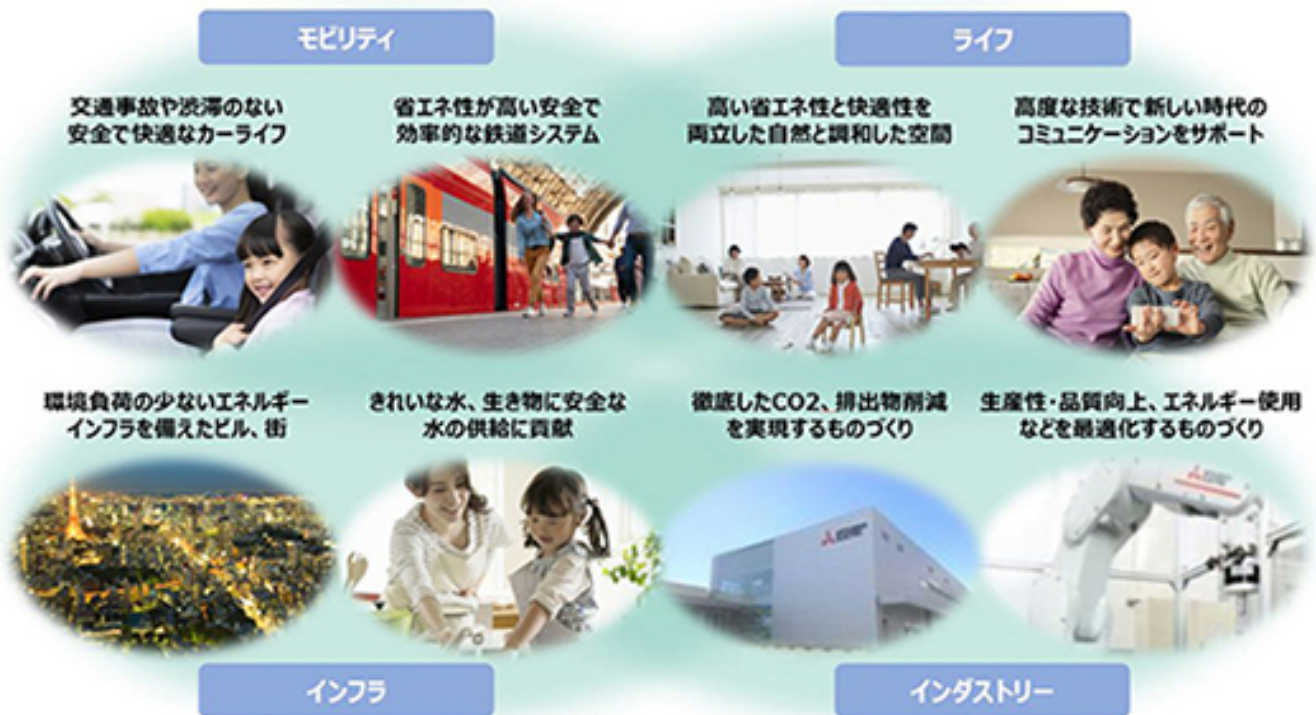 モビリティ
ライフ
交通事故や渋滞のない
安全で快適なカーライフ
省エネ性が高い安全で
効率的な鉄道システム
高い省エネ性と快適性を
両立した自然と調和した空間
高度な技術で新しい時代の
コミュニケーションをサポート
環境負荷の少ないエネルギー
インフラを備えたビル、街
きれいな水、生き物に安全な
水の供給に貢献
徹底したCO2、排出物削減
を実現するものづくり
生産性・品質向上、エネルギー使用
などを最適化するものづくり
インフラ
インダストリー